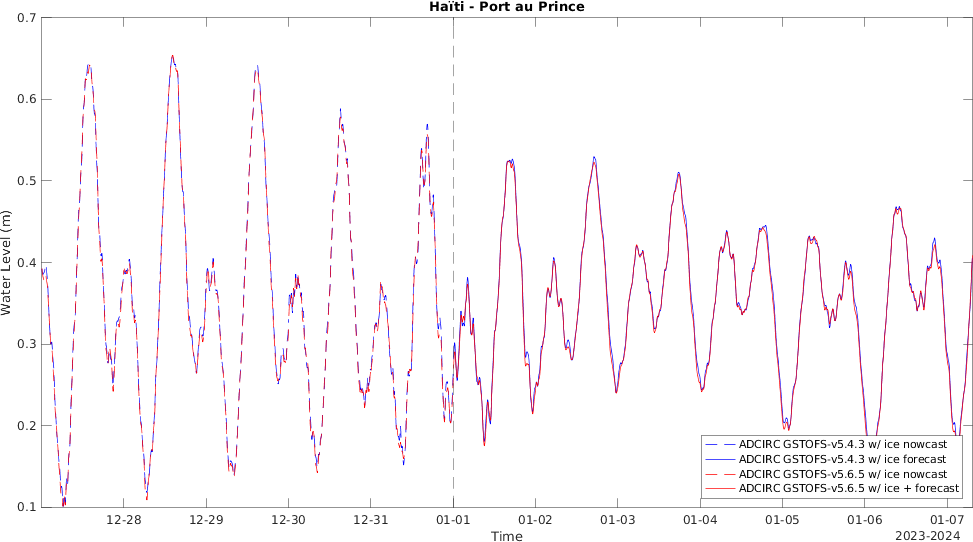 Haïti - Port au Prince
0.7
0.6
0.5
0.4
0.3
0.2
0.1
Water Level (m)
ADCIRC GSTOFS-v5.4.3 w/ ice nowcast
ADCIRC GSTOFS-v5.4.3 w/ ice forecast
ADCIRC GSTOFS-v5.6.5 w/ ice nowcast
ADCIRC GSTOFS-v5.6.5 w/ ice + forecast
12-28 12-29 12-30 12-31 01-01 01-02 01-03 01-04 01-05 01-06 01-07
Time
2023-2024